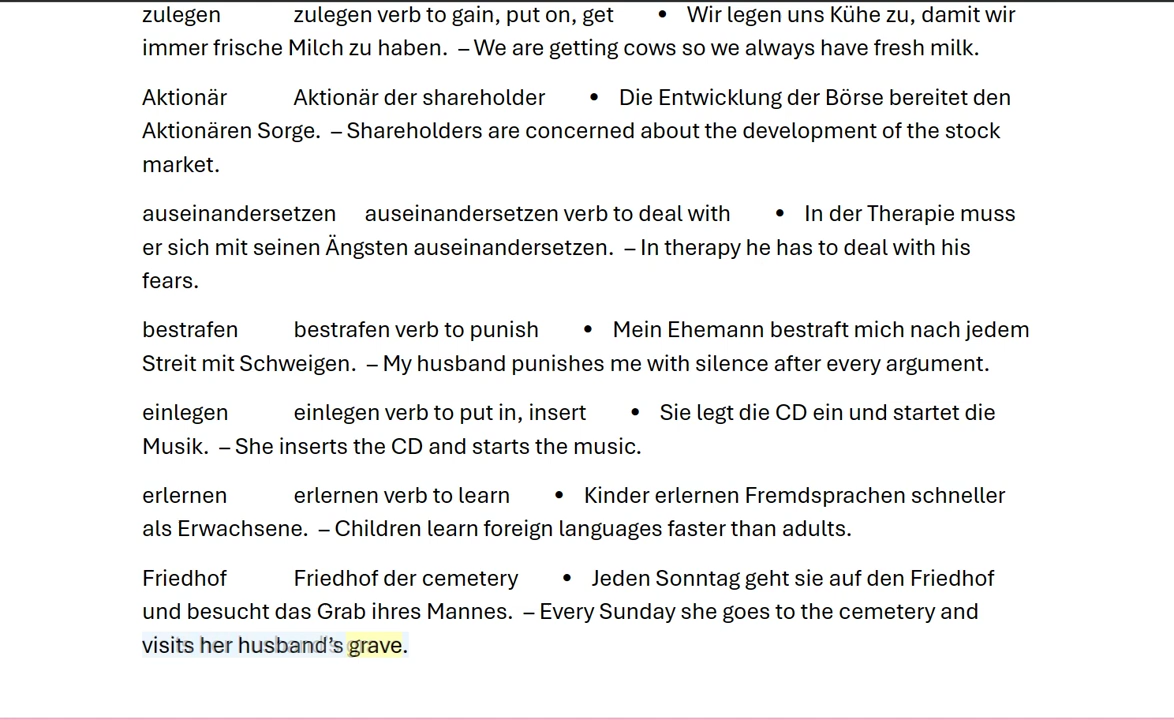 zulegen zulegen verb to gain, put on, get • Wir legen uns Kühe zu, damit wir
immer frische Milch zu haben. – We are getting cows so we always have fresh milk.
Aktionär Aktionär der shareholder • Die Entwicklung der Börse bereitet den
Aktionären Sorge. – Shareholders are concerned about the development of the stock
market.
auseinandersetzen auseinandersetzen verb to deal with • In der Therapie muss
er sich mit seinen Ängsten auseinandersetzen. – In therapy he has to deal with his
fears.
bestrafen bestrafen verb to punish • Mein Ehemann bestraft mich nach jedem
Streit mit Schweigen. – My husband punishes me with silence after every argument.
einlegen einlegen verb to put in, insert • Sie legt die CD ein und startet die
Musik. – She inserts the CD and starts the music.
erlernen erlernen verb to learn • Kinder erlernen Fremdsprachen schneller
als Erwachsene. – Children learn foreign languages faster than adults.
Friedhof Friedhof der cemetery • Jeden Sonntag geht sie auf den Friedhof
und besucht das Grab ihres Mannes. – Every Sunday she goes to the cemetery and
visits her husband’s grave.